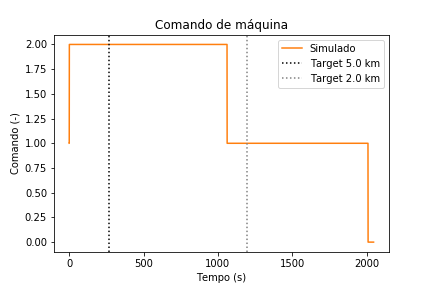 Comando de máquina
2.00
1.75
1.50
1.25
1.00
0.75
0.50
0.25
0.00
Comando (-)
Simulado
Target 5.0 km
Target 2.0 km
0
500
1000
1500
2000
Tempo (s)